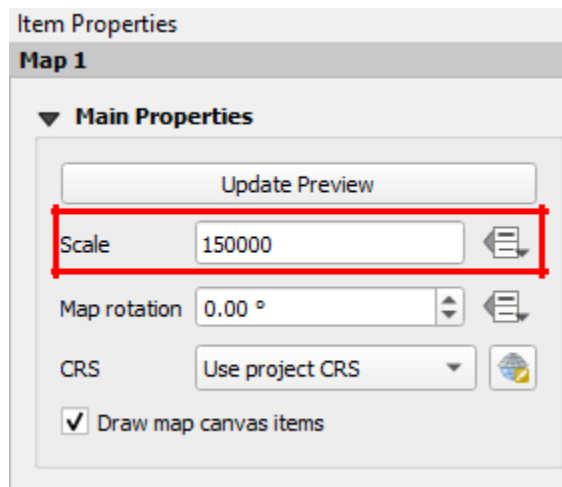 Item Properties
Map 1
Main Properties
Update Preview
Scale 150000
Map rotation 0.00 °
CRS Use project CRS
Draw map canvas items